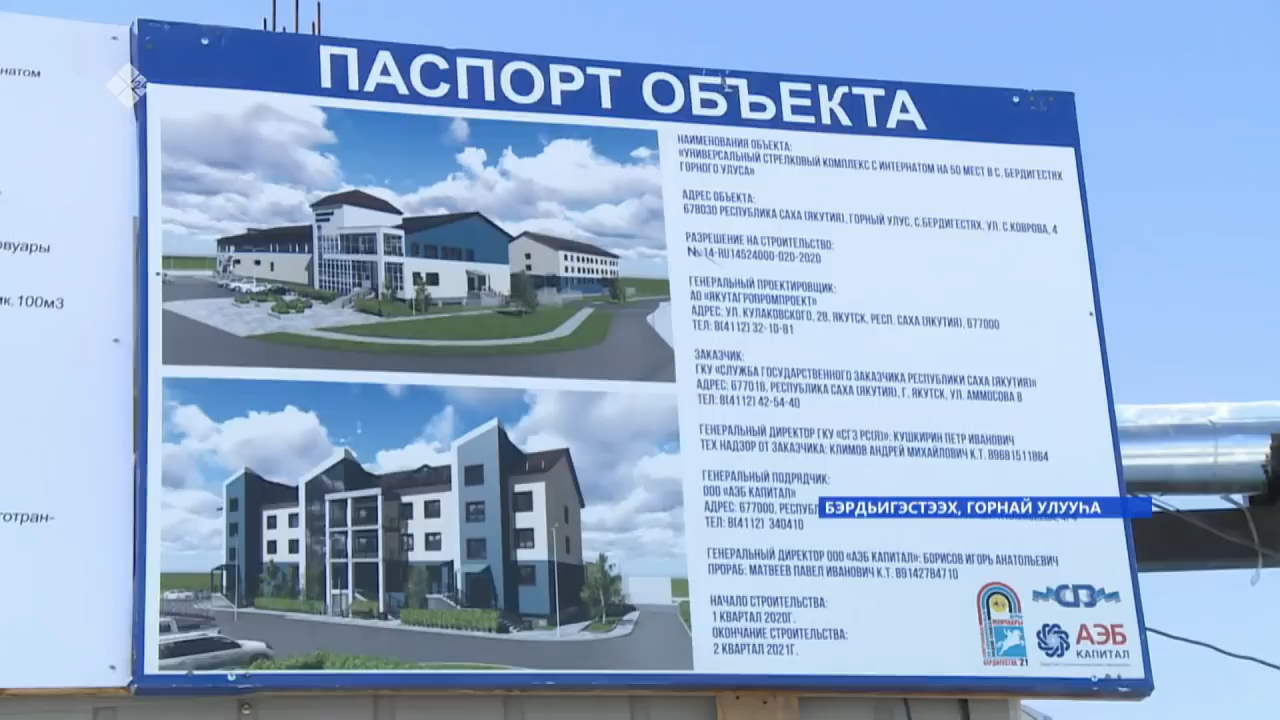 натом
овуары
ик.100м3
тотран-
ПАСПОРТ ОБЪЕКТА
НАИМЕНОВАНИЯ ОБЪЕКТА:
«УНИВЕРСАЛЬНЫЙ СТРЕЛКОВЫЙ КОМПЛЕКС С ИНТЕРНАТОМ НА 50 МЕСТ В С. БЕРДИГЕСТЯХ
ГОРНОГО УЛУСА»
АДРЕС ОБЪЕКТА:
678030 РЕСПУБЛИКА САХА (ЯКУТИЯ), ГОРНЫЙ УЛУС, С.БЕРДИГЕСТЯХ, УЛ. С.КОВРОВА, 4
РАЗРЕШЕНИЕ НА СТРОИТЕЛЬСТВО:
№ 14-RU14524000-020-2020
ГЕНЕРАЛЬНЫЙ ПРОЕКТИРОВЩИК:
АО «ЯКУТАГРОПРОМПРОЕКТ»
АДРЕС: УЛ. КУЛАКОВСКОГО, 28, ЯКУТСК, РЕСП. САХА (ЯКУТИЯ), 677000
ТЕЛ: 8(4112) 32-10-81
ЗАКАЗЧИК:
ГКУ «СЛУЖБА ГОСУДАРСТВЕННОГО ЗАКАЗЧИКА РЕСПУБЛИКИ САХА (ЯКУТИЯ)»
АДРЕС: 677018, РЕСПУБЛИКА САХА (ЯКУТИЯ), Г. ЯКУТСК, УЛ. АММОСОВА 8
ТЕЛ: 8(4112) 42-54-40
ГЕНЕРАЛЬНЫЙ ДИРЕКТОР ГКУ «СГЗ РС(Я)»: КУШКИРИН ПЕТР ИВАНОВИЧ
ТЕХ НАДЗОР ОТ ЗАКАЗЧИКА: КЛИМОВ АНДРЕЙ МИХАЙЛОВИЧ К.Т. 89681511864
ГЕНЕРАЛЬНЫЙ ПОДРЯДЧИК:
ООО «АЭБ КАПИТАЛ»
АДРЕС: 677000, РЕСПУБ
ТЕЛ: 8(4112) 340410
БЭРДЬИГЭСТЭЭХ, ГОРНАЙ УЛУУҺА
ГЕНЕРАЛЬНЫЙ ДИРЕКТОР ООО «АЭБ КАПИТАЛ»: БОРИСОВ ИГОРЬ АНАТОЛЬЕВИЧ
ПРОРАБ: МАТВЕЕВ ПАВЕЛ ИВАНОВИЧ К.Т. 89142784710
НАЧАЛО СТРОИТЕЛЬСТВА:
1 КВАРТАЛ 2020Г.
ОКОНЧАНИЕ СТРОИТЕЛЬСТВА:
2 КВАРТАЛ 2021Г.
БЕРДИГЕСТЯХ 21
СГЗ
АЭБ
КАПИТАЛ